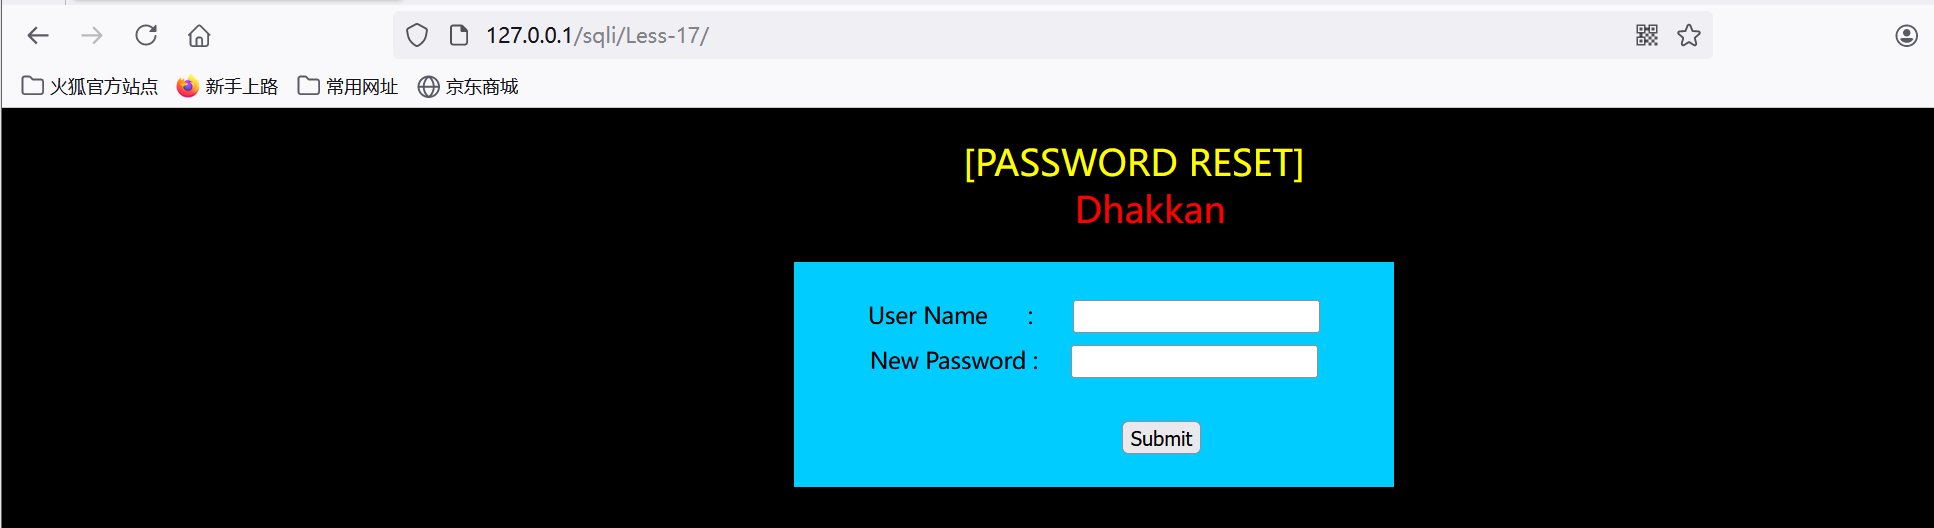 127.0.0.1/sqli/Less-17/
火狐官方站点 新手上路 常用网址 京东商城
[PASSWORD RESET]
Dhakkan
User Name :
New Password :
Submit